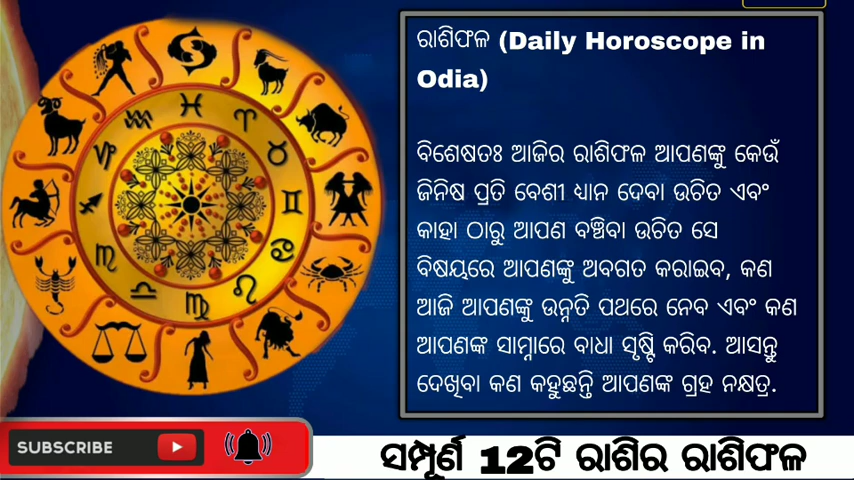 ରାଶିଫଳ (Daily Horoscope in
Odia)
ବିଶେଷତଃ ଆଜିର ରାଶିଫଳ ଆପଣଙ୍କୁ କେଉଁ
ଜିନିଷ ପ୍ରତି ବେଶୀ ଧ୍ୟାନ ଦେବା ଉଚିତ ଏବଂ
କାହା ଠାରୁ ଆପଣ ବଞ୍ଚିବା ଉଚିତ ସେ
ବିଷୟରେ ଆପଣଙ୍କୁ ଅବଗତ କରାଇବ, କଣ
ଆଜି ଆପଣଙ୍କୁ ଉନ୍ନତି ପଥରେ ନେବ ଏବଂ କଣ
ଆପଣଙ୍କ ସାମ୍ନାରେ ବାଧା ସୃଷ୍ଟି କରିବ. ଆସନ୍ତୁ
ଦେଖିବା କଣ କହୁଛନ୍ତି ଆପଣଙ୍କ ଗ୍ରହ ନକ୍ଷତ୍ର.
SUBSCRIBE
ସମ୍ପୂର୍ଣ 12ଟି ରାଶିର ରାଶିଫଳ